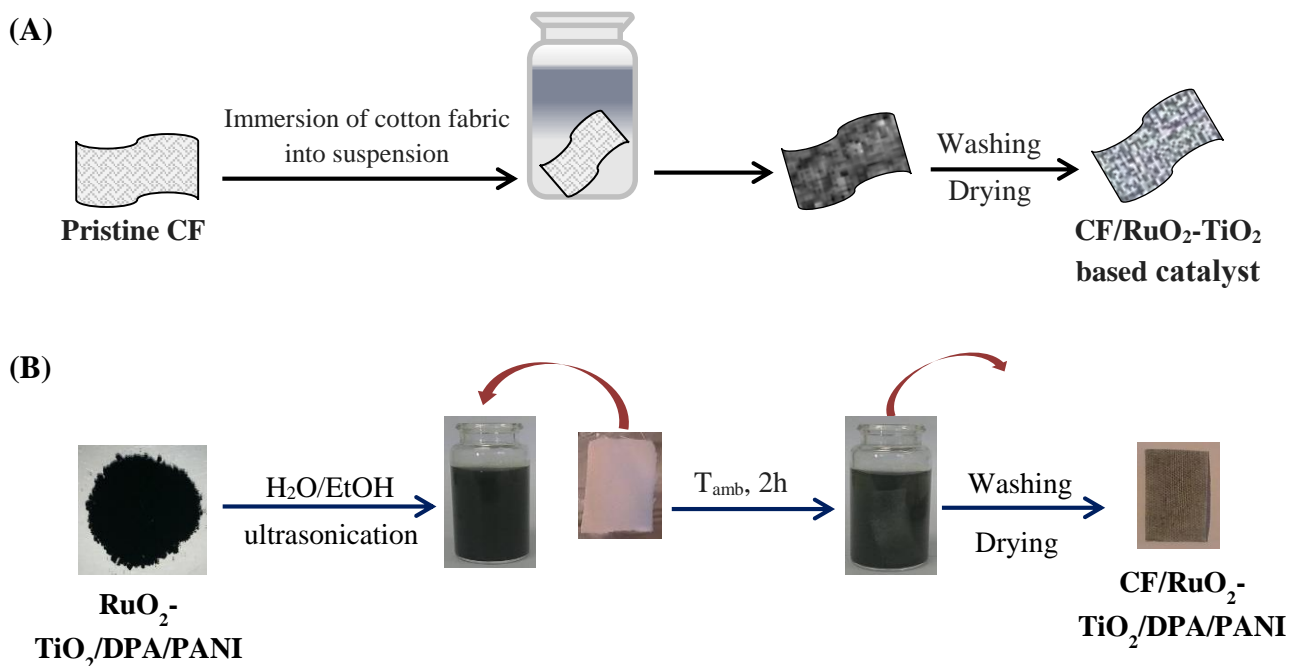 (A)
Immersion of cotton fabric
into suspension
Washing
Drying
Pristine CF
CF/RuO₂-TiO₂
based catalyst
(B)
H₂O/EtOH
ultrasonication
T_amb, 2h
Washing
Drying
RuO₂-
TiO₂/DPA/PANI
CF/RuO₂-
TiO₂/DPA/PANI